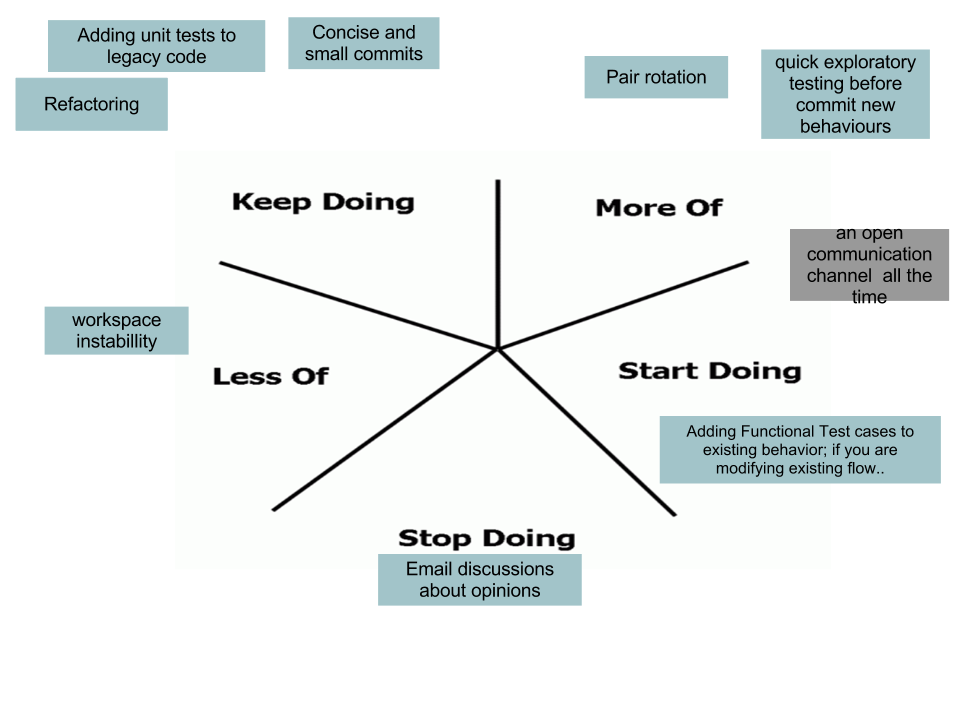 Adding unit tests to
legacy code
Concise and
small commits
Refactoring
Pair rotation
quick exploratory
testing before
commit new
behaviours
Keep Doing
More Of
an open
communication
channel all the
time
workspace
instabillity
Less Of
Start Doing
Adding Functional Test cases to
existing behavior; if you are
modifying existing flow..
Stop Doing
Email discussions
about opinions